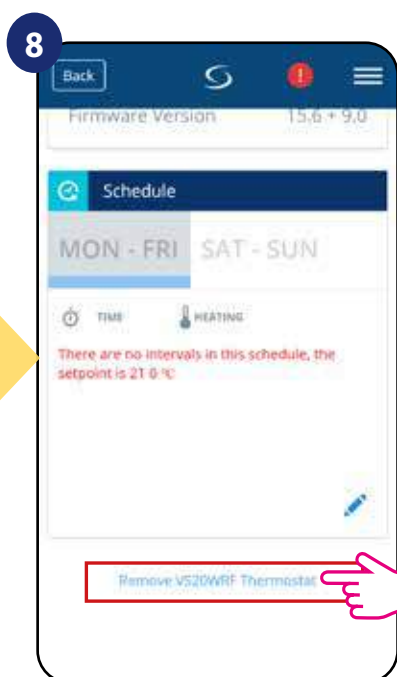 8
Back
Firmware Version 15.6 + 9.0
Schedule
MON - FRI SAT - SUN
TIME HEATING
There are no intervals in this schedule, the
setpoint is 21.0 °C
Remove VS20WRF Thermostat